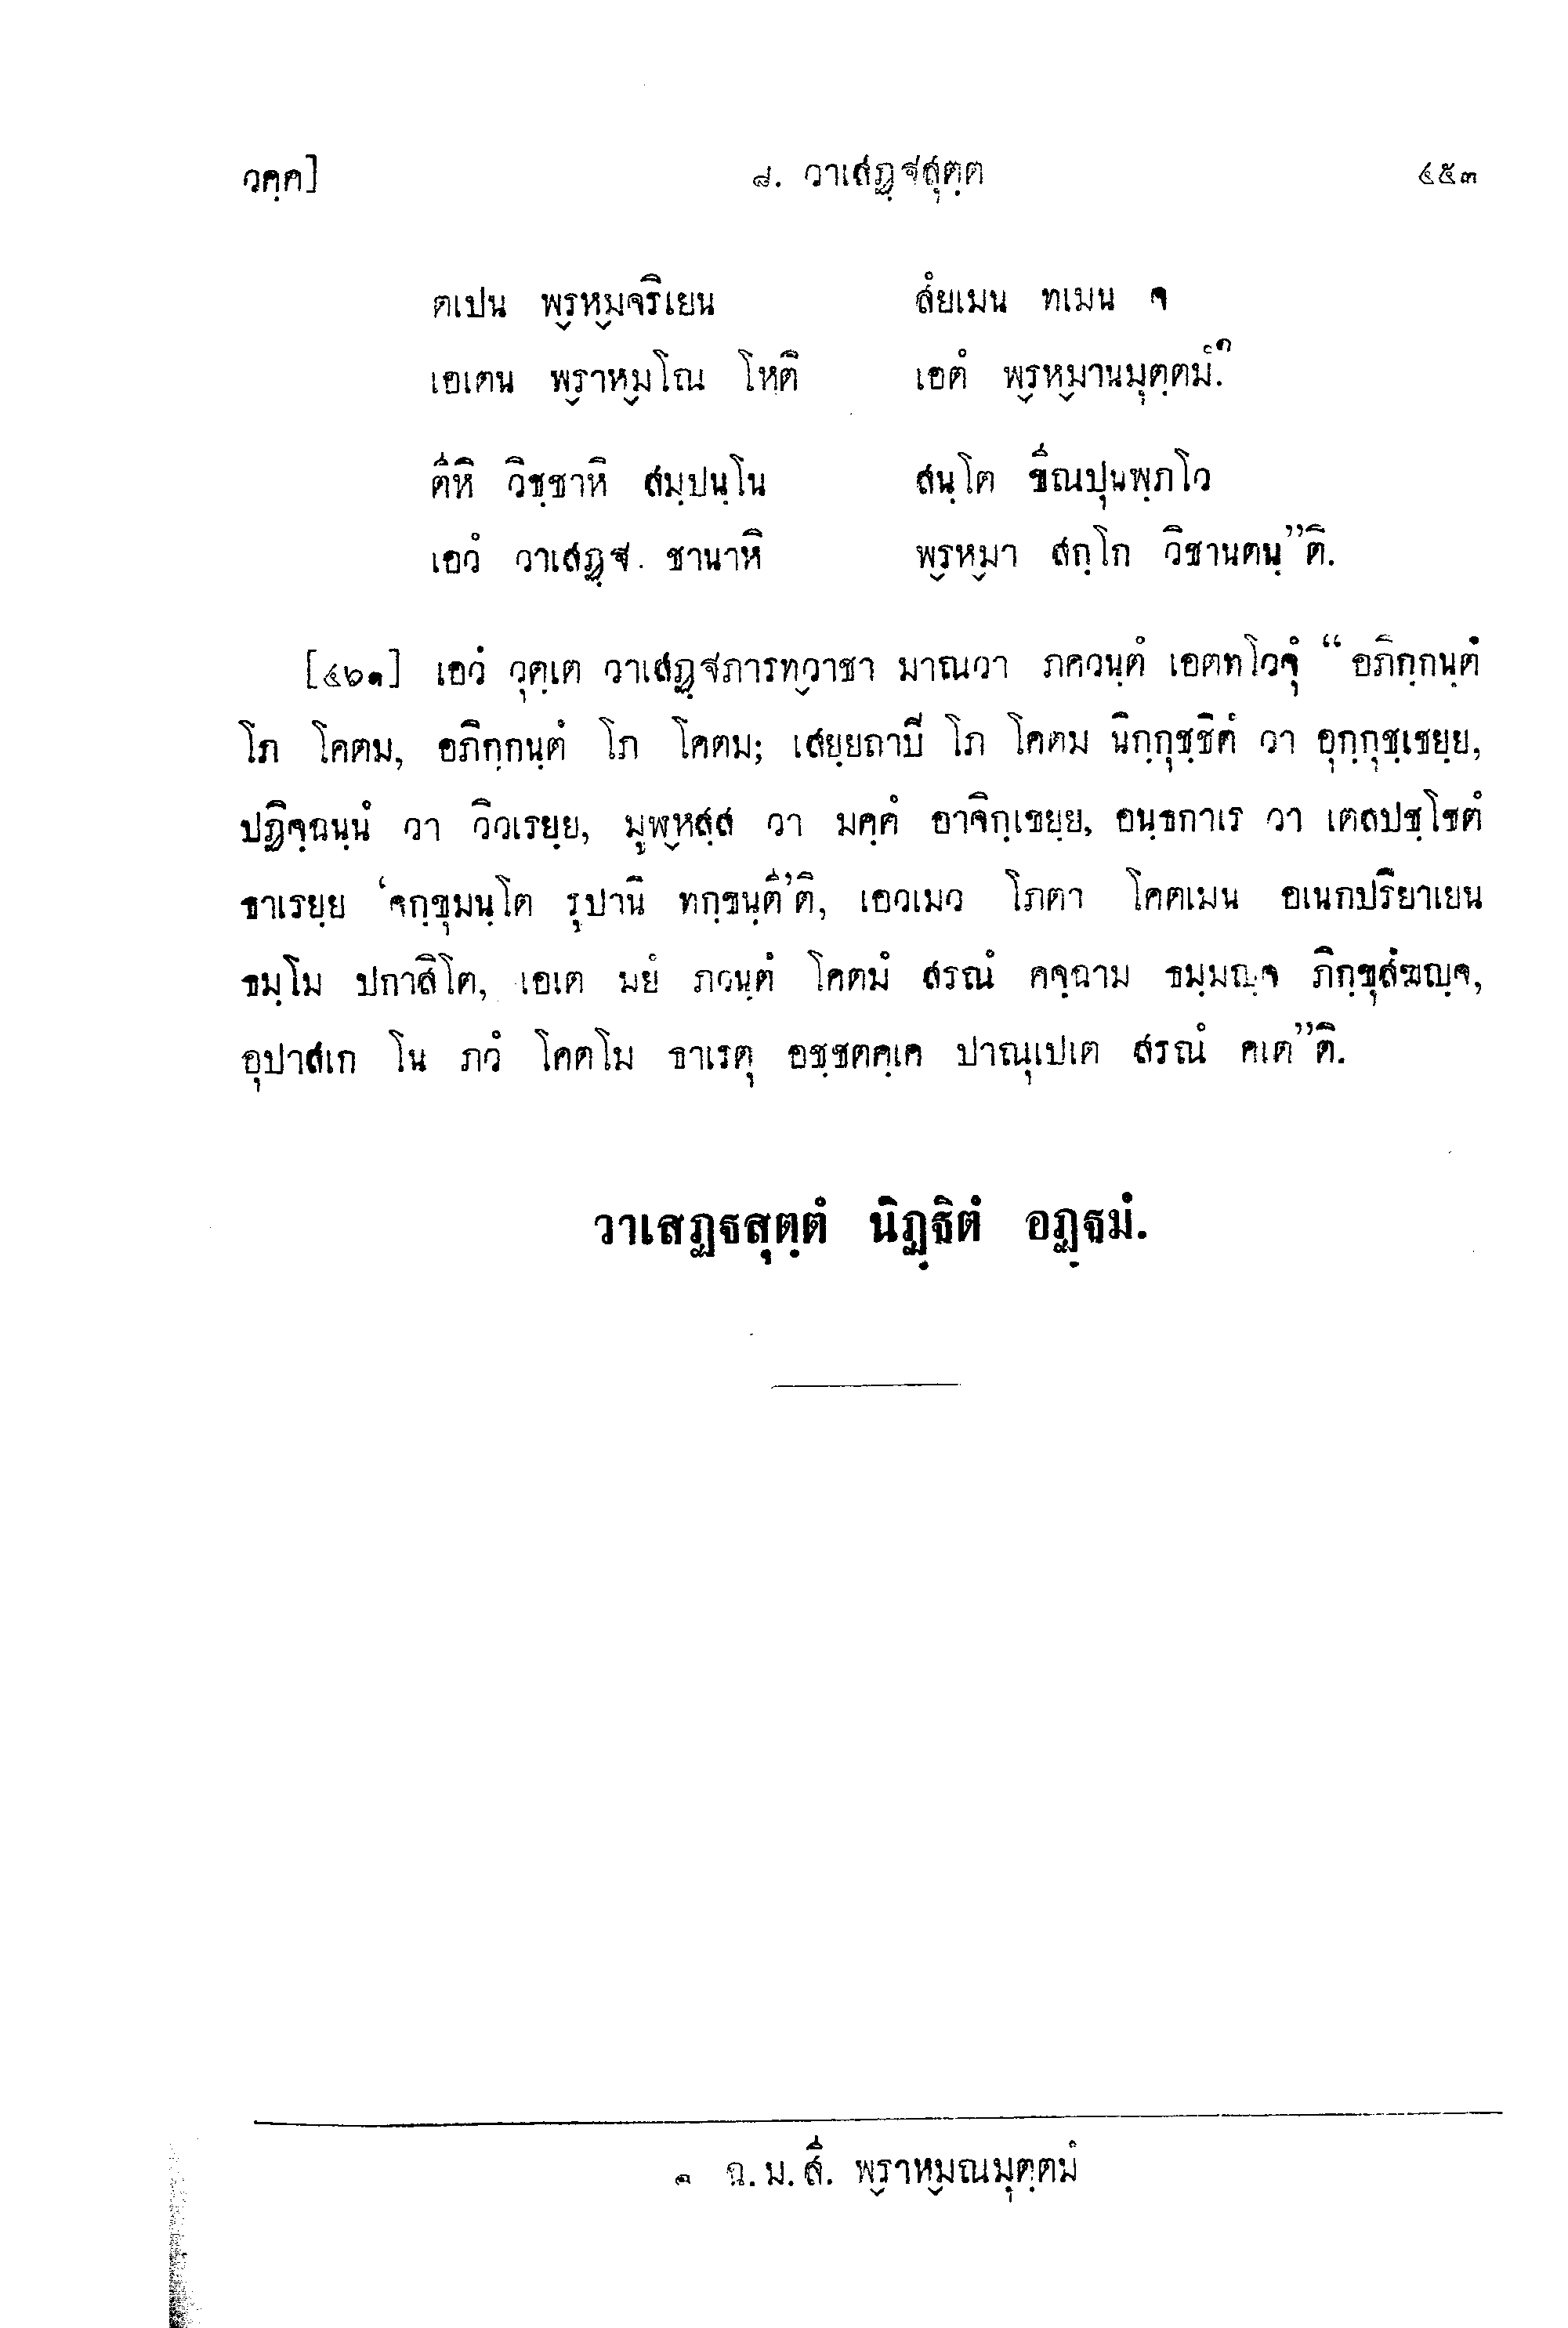 วคฺค] ๘. วาเสฏฺฐสุตฺต ๔๕๓
ตเปน พฺรหฺมจริเยน สํยเมน ทเมน จ
เอเตน พฺราหฺมโณ โหติ เอตํ พฺรหฺมานมุตฺตมํ.๑
ตีหิ วิชฺชาหิ สมฺปนฺโน สนฺโต ขีณปุนพฺภโว
เอวํ วาเสฏฺฐ ชานาหิ พฺรหฺมา สกฺโก วิชานตนฺ”ติ.
[๔๖๑] เอวํ วุตฺเต วาเสฏฺฐภารทฺวาชา มาณวา ภควนฺตํ เอตทโวจุํ “อภิกฺกนฺตํ
โภ โคตม, อภิกฺกนฺตํ โภ โคตม; เสยฺยถาปี โภ โคตม นิกฺกุชฺชิตํ วา อุกฺกุชฺเชยฺย,
ปฏิจฺฉนฺนํ วา วิวเรยฺย, มูฬฺหสฺส วา มคฺคํ อาจิกฺเขยฺย, อนฺธกาเร วา เตลปชฺโชตํ
ธาเรยฺย ‘จกฺขุมนฺโต รูปานิ ทกฺขนฺตี’ติ, เอวเมว โภตา โคตเมน อเนกปริยาเยน
ธมฺโม ปกาสิโต, เอเต มยํ ภวนฺตํ โคตมํ สรณํ คจฺฉาม ธมฺมญฺจ ภิกฺขุสํฆญฺจ,
อุปาสเก โน ภวํ โคตโม ธาเรตุ อชฺชตคฺเค ปาณุเปเต สรณํ คเต”ติ.
วาเสฏฺฐสุตฺตํ นิฏฺฐิตํ อฏฺฐมํ.
๑ ฉ.ม.สี. พฺราหฺมณมุตฺตมํ